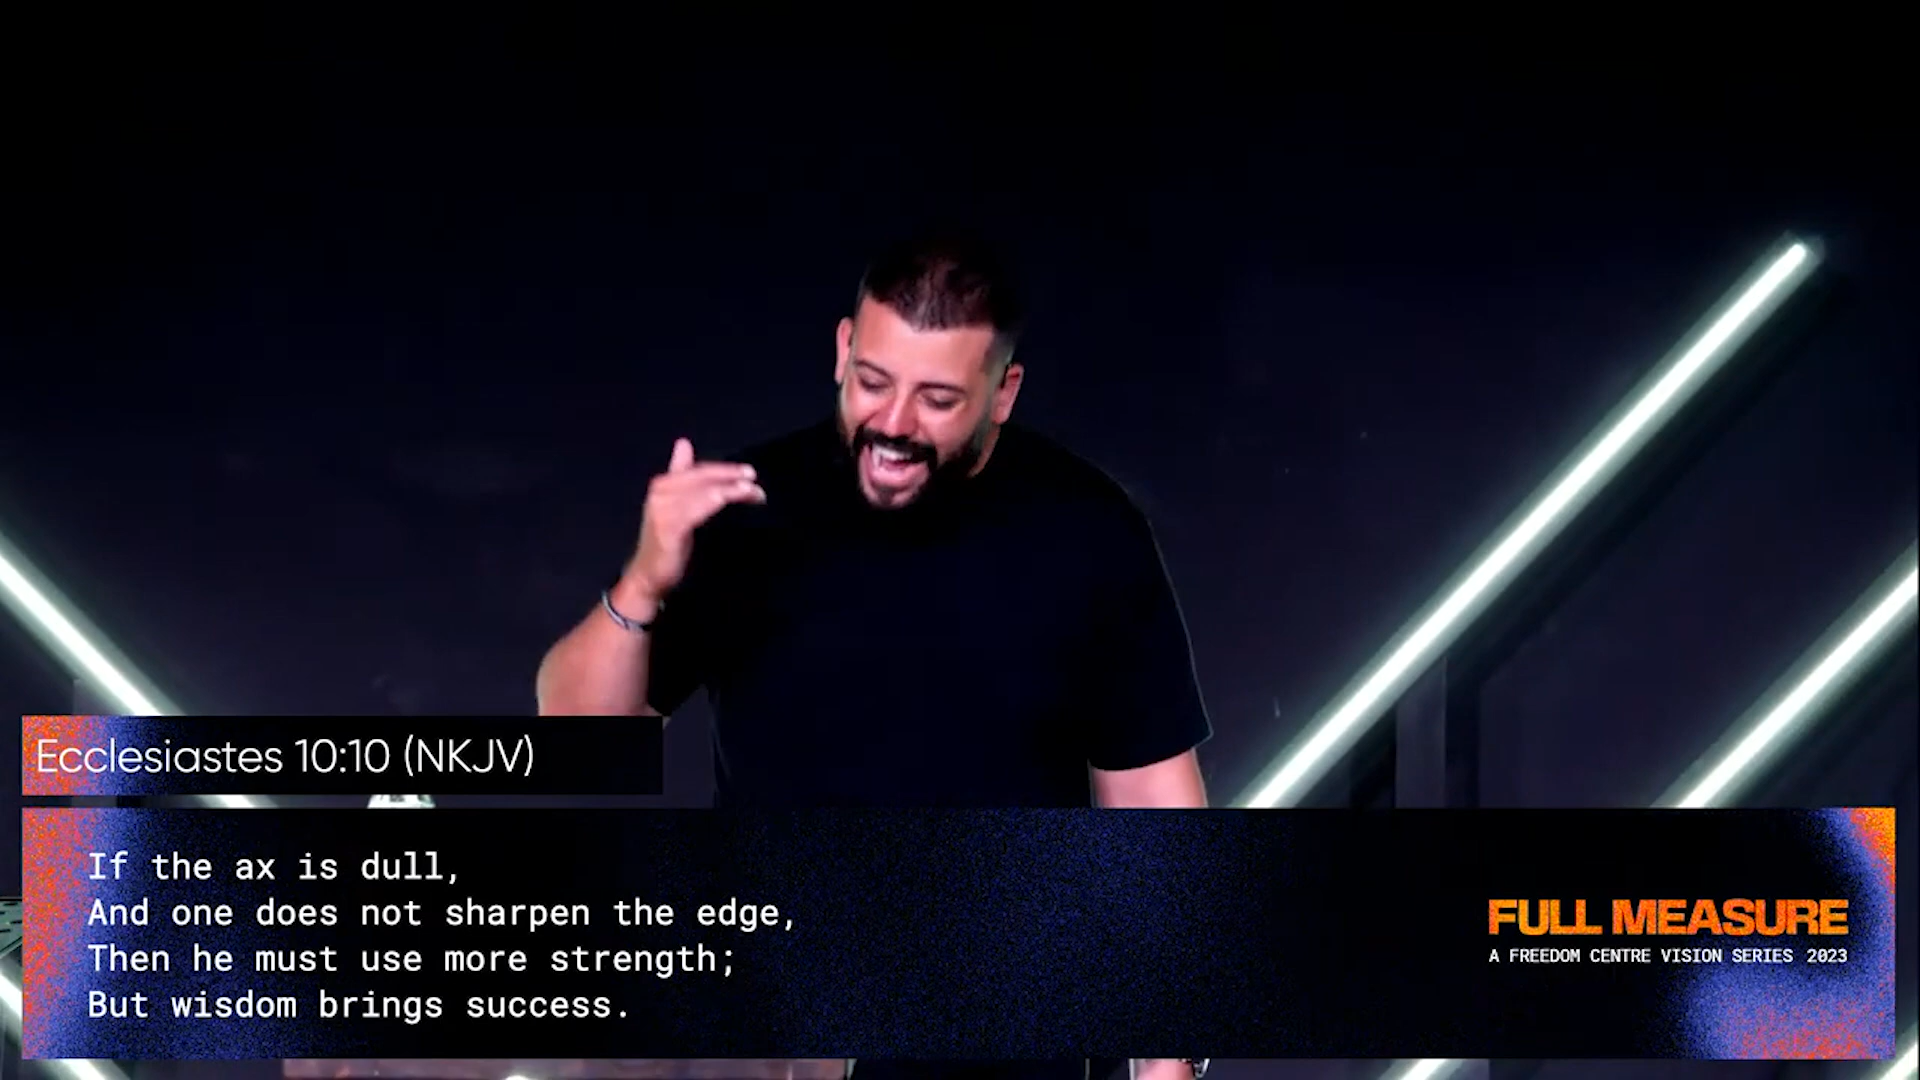 Ecclesiastes 10:10 (NKJV)
If the ax is dull,
And one does not sharpen the edge,
Then he must use more strength;
But wisdom brings success.
FULL MEASURE
A FREEDOM CENTRE VISION SERIES 2023